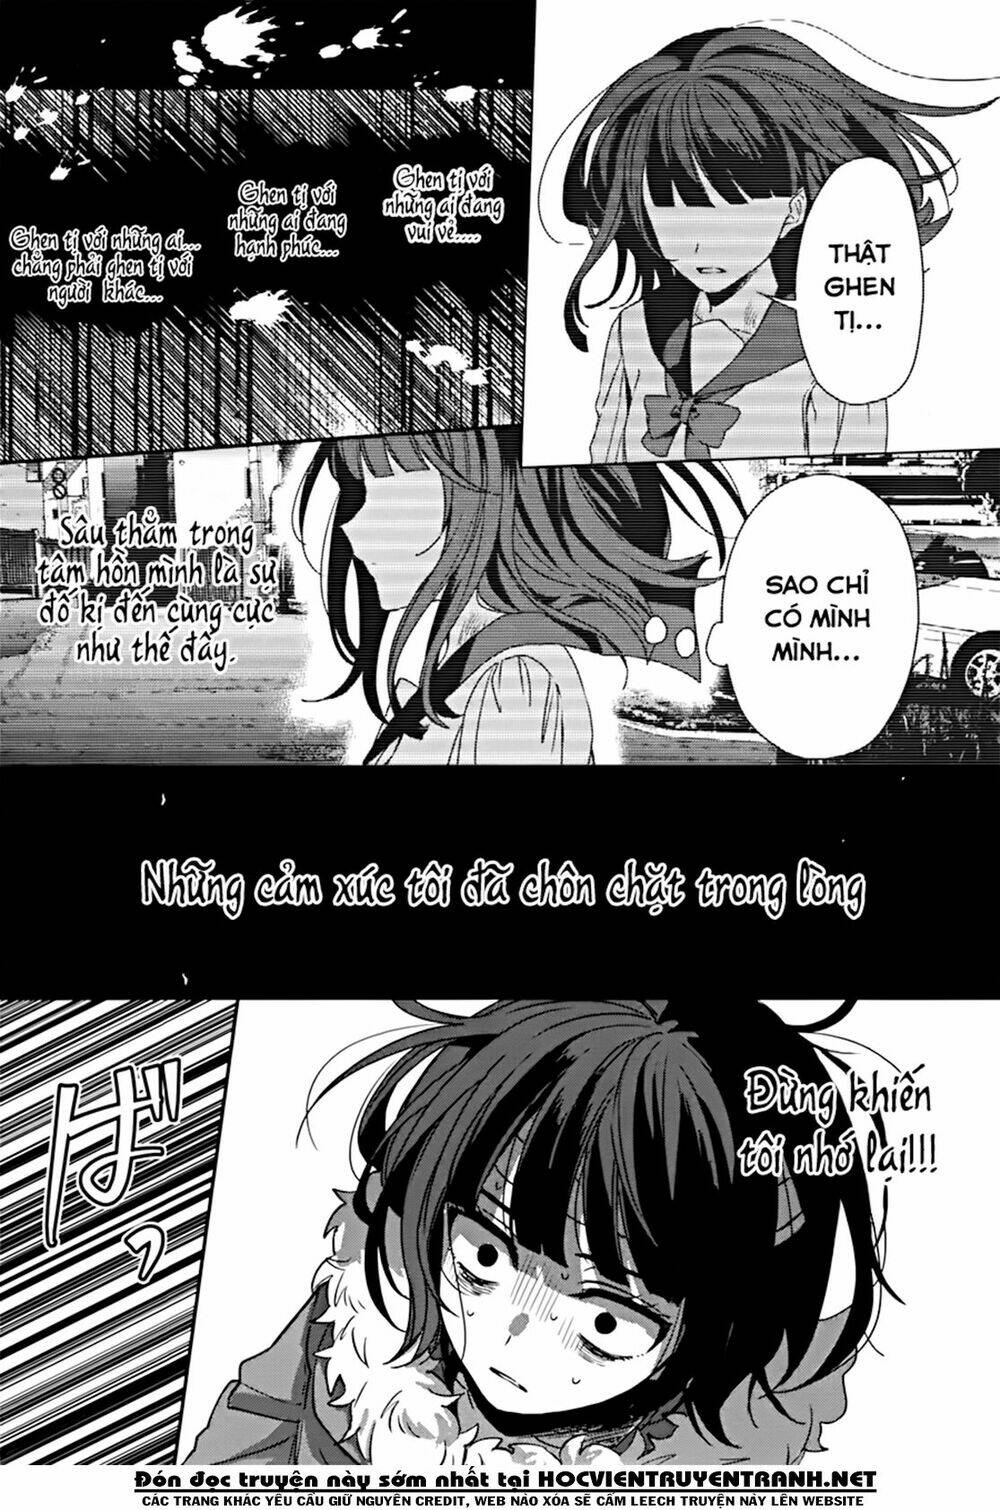 THẬT
GHEN
TỊ...
Ghen tị với
những ai đang
vui vẻ....
Ghen tị với
những ai đang
hạnh phúc...
Ghen tị với những ai...
chẳng phải ghen tị với
người khác...
SAO CHỈ
CÓ MÌNH
MÌNH...
Sâu thẳm trong
tâm hồn mình là sự
đố kị đến cùng cực
như thế đấy.
Những cảm xúc tôi đã chôn chặt trong lòng
Đừng khiến
tôi nhớ lại!!!
ばっ
Đón đọc truyện này sớm nhất tại HOCVIENTRUYENTRANH.NET
CÁC TRANG KHÁC YÊU CẦU GIỮ NGUYÊN CREDIT, WEB NÀO XÓA SẼ CẤM LEECH TRUYỆN NÀY LÊN WEBSITE